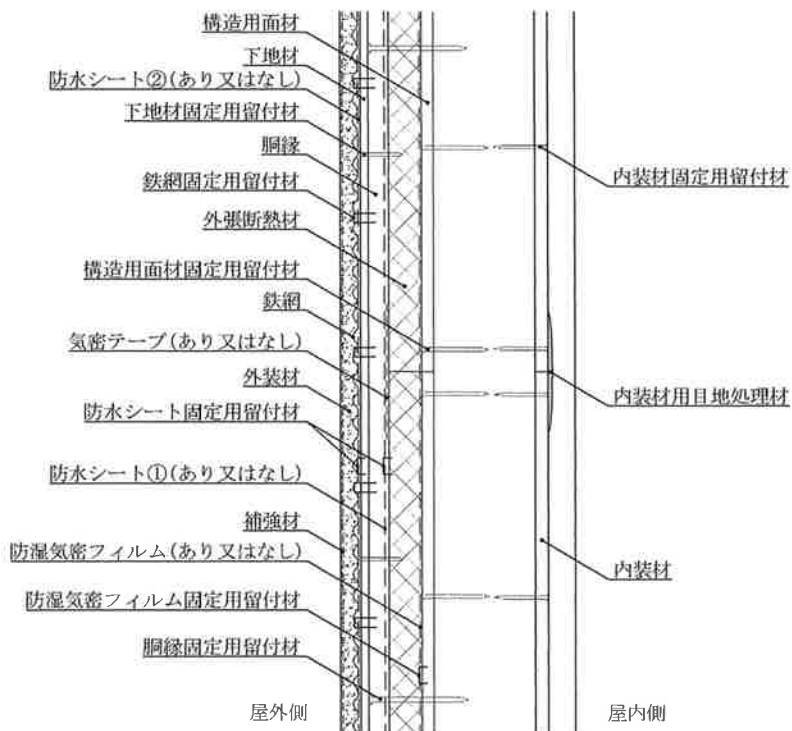 構造用面材
下地材
防水シート②(あり又はなし)
下地材固定用留付材
胴縁
鉄網固定用留付材
外張断熱材
構造用面材固定用留付材
鉄網
気密テープ(あり又はなし)
外装材
防水シート固定用留付材
防水シート①(あり又はなし)
補強材
防湿気密フィルム(あり又はなし)
防湿気密フィルム固定用留付材
胴縁固定用留付材
屋外側
内装材固定用留付材
内装材用目地処理材
内装材
屋内側